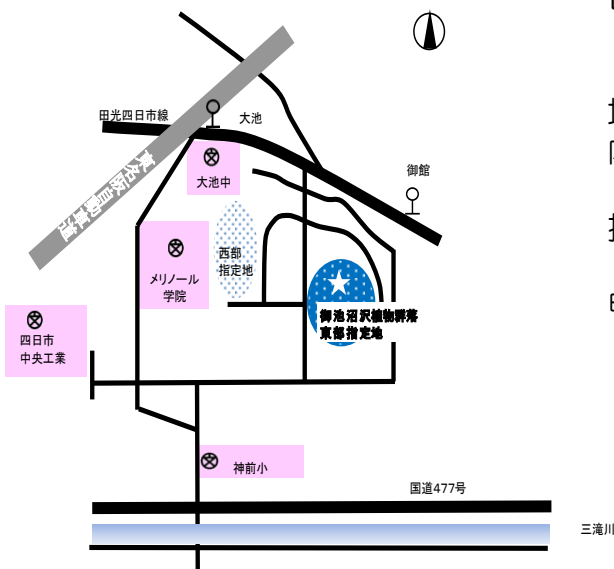 田光四日市線
大池
東名阪自動車道
大池中
御館
西部
指定地
メリノール
学院
御池沼沢植物群落
東部指定地
四日市
中央工業
神前小
国道477号
三滝川